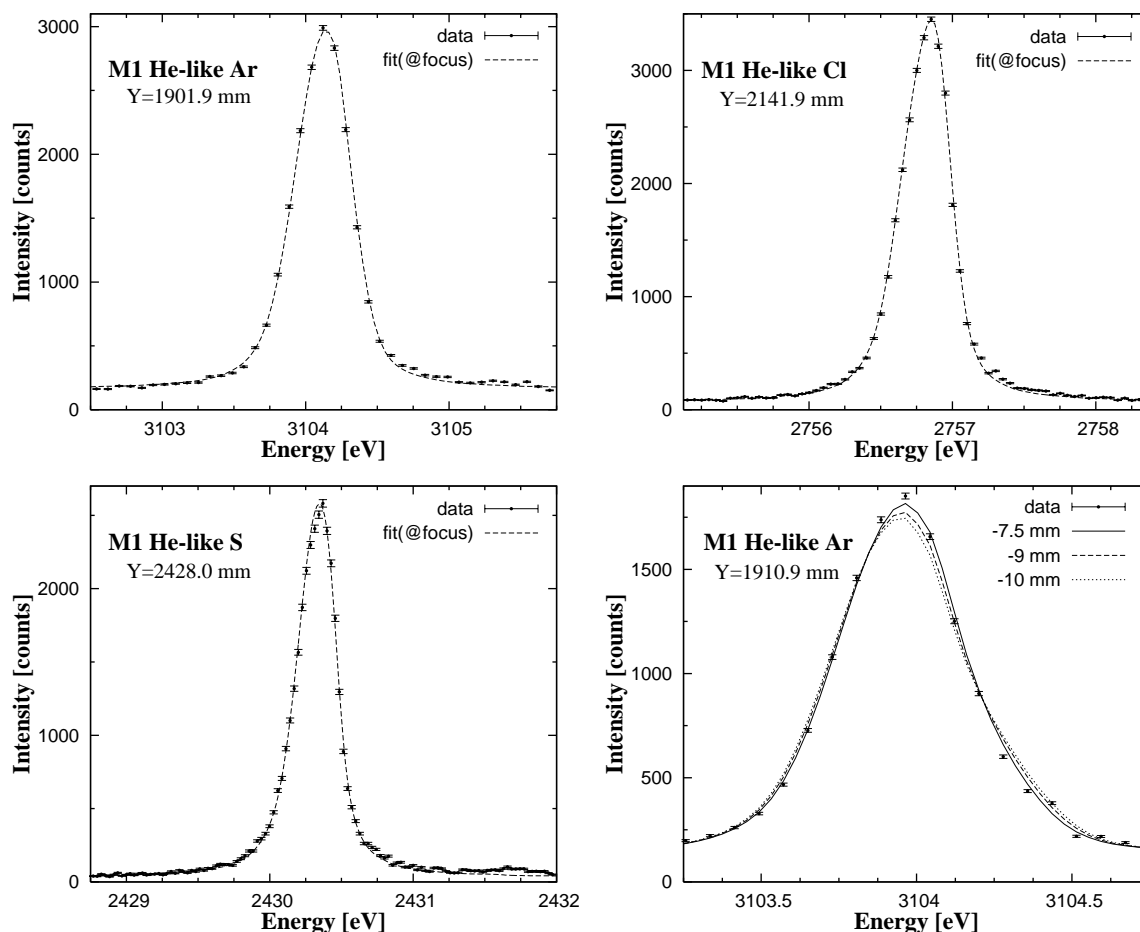 3000
2000
1000
0
3103
3104
3105
Intensity [counts]
Energy [eV]
M1 He-like Ar
Y=1901.9 mm
data
fit(@focus)
3000
2000
1000
0
2756
2757
2758
Intensity [counts]
Energy [eV]
M1 He-like Cl
Y=2141.9 mm
data
fit(@focus)
2000
1000
0
2429
2430
2431
2432
Intensity [counts]
Energy [eV]
M1 He-like S
Y=2428.0 mm
data
fit(@focus)
1500
1000
500
0
3103.5
3104
3104.5
Intensity [counts]
Energy [eV]
M1 He-like Ar
Y=1910.9 mm
data
-7.5 mm
-9 mm
-10 mm